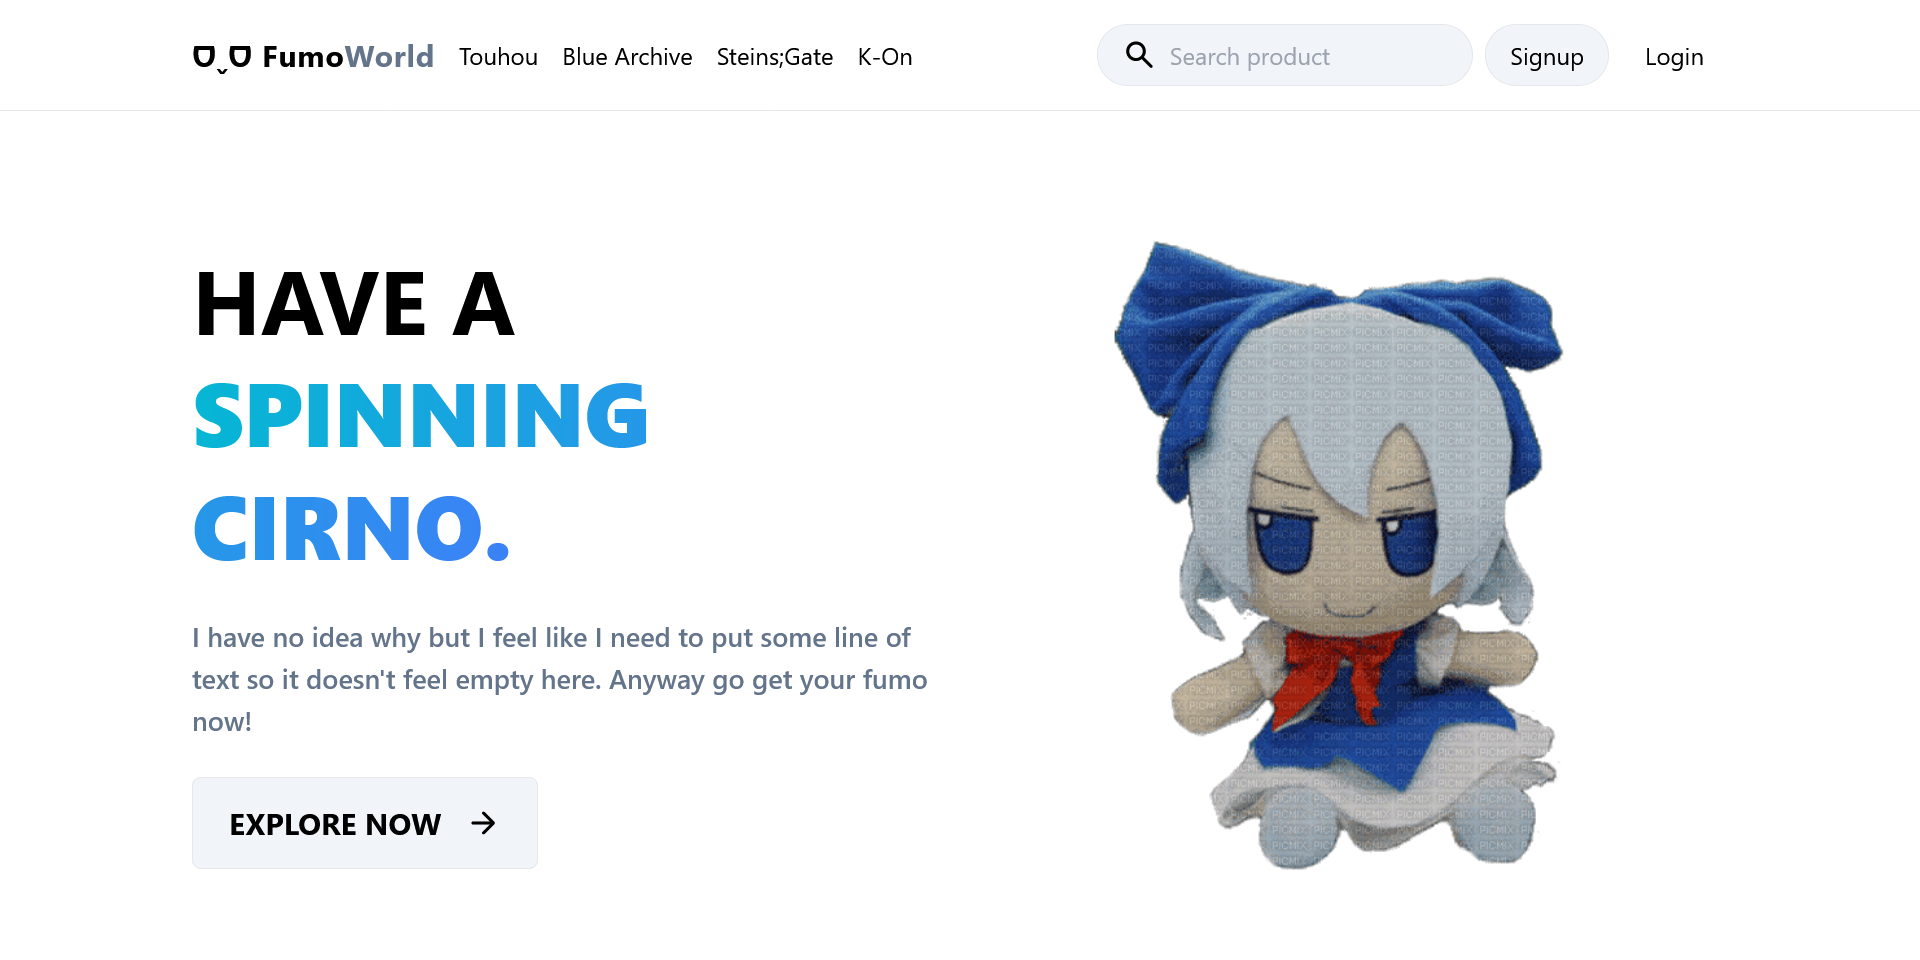 FumoWorld
Touhou
Blue Archive
Steins;Gate
K-On
Search product
Signup
Login
HAVE A
SPINNING
CIRNO.
I have no idea why but I feel like I need to put some line of
text so it doesn't feel empty here. Anyway go get your fumo
now!
EXPLORE NOW
PICMIX